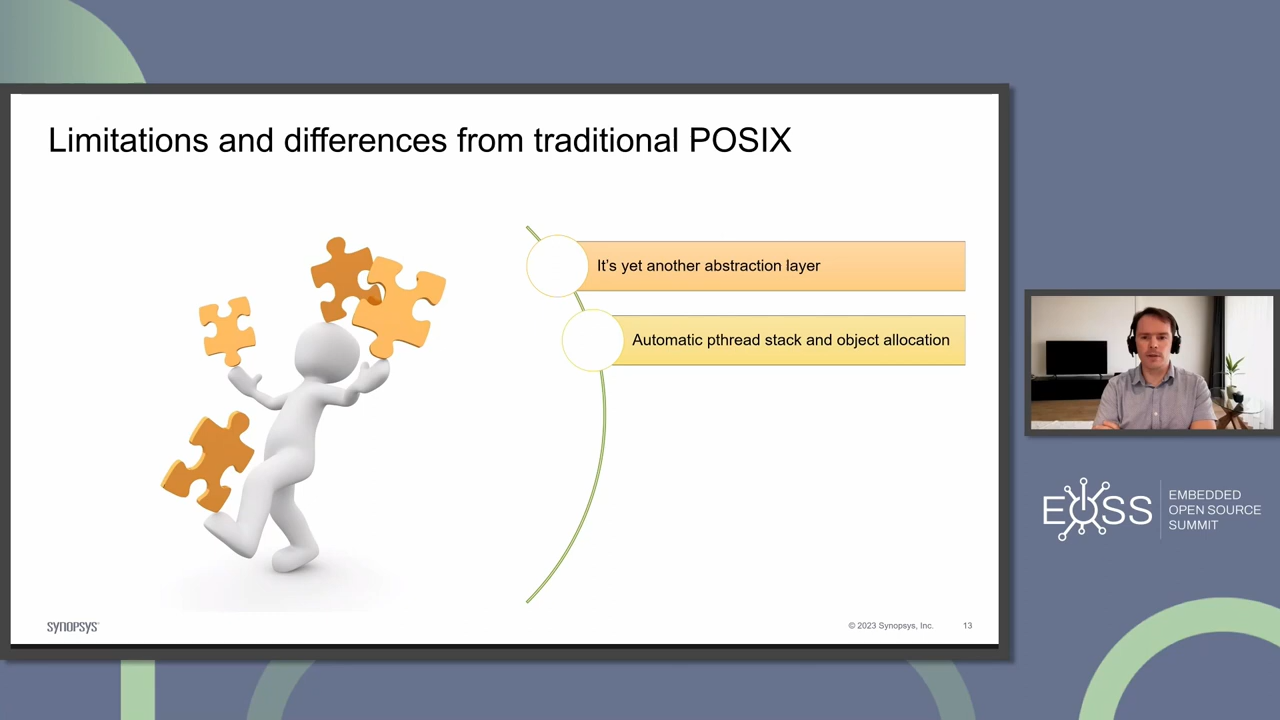 Limitations and differences from traditional POSIX
It's yet another abstraction layer
Automatic pthread stack and object allocation
SYNOPSYS
© 2023 Synopsys, Inc.
13
EOSS
EMBEDDED
OPEN SOURCE
SUMMIT